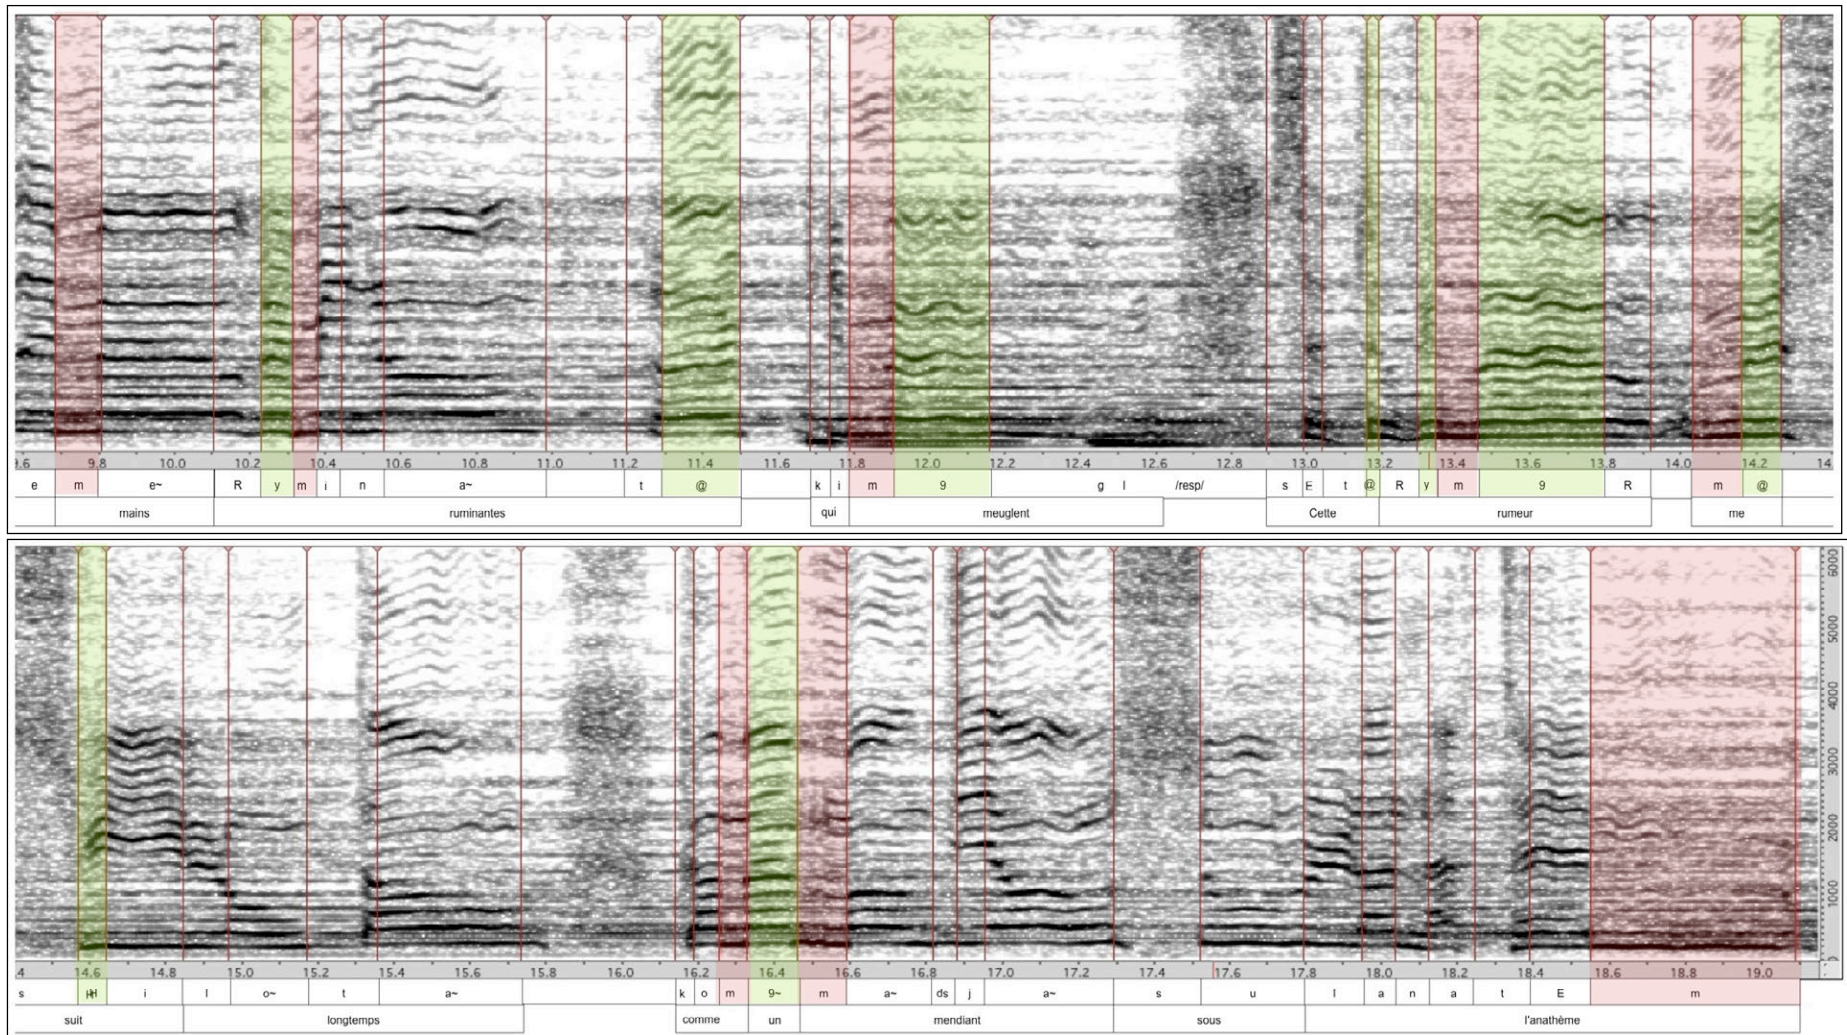 9.6 9.8 10.0 10.2 10.4 10.6 10.8 11.0 11.2 11.4 11.6 11.8 12.0 12.2 12.4 12.6 12.8 13.0 13.2 13.4 13.6 13.8 14.0 14.2 14.
e m e~ R y m i n a~ t @ k i m 9 g l /resp/ s E t @ R y m 9 R m @
mains ruminantes qui meuglent Cette rumeur me
6000
5000
4000
3000
2000
1000
0
4 14.6 14.8 15.0 15.2 15.4 15.6 15.8 16.0 16.2 16.4 16.6 16.8 17.0 17.2 17.4 17.6 17.8 18.0 18.2 18.4 18.6 18.8 19.0
s H i l o~ t a~ k o m 9~ m a~ ds j a~ s u l a n a t E m
suit longtemps comme un mendiant sous l'anathème